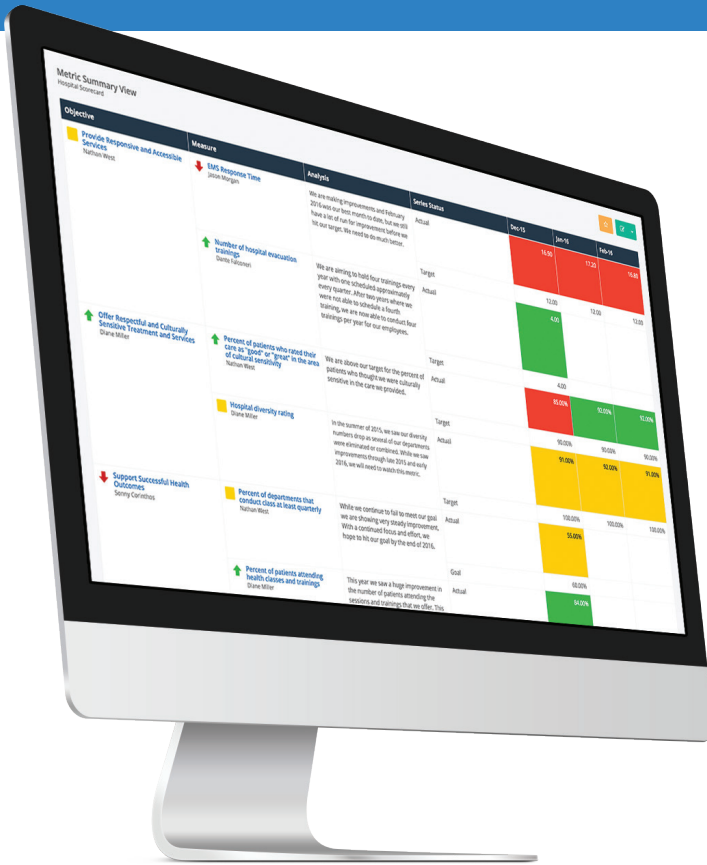 Metric Summary View
Hospital Scorecard
Objective
Measure
Analysis
Series Status
Dec-15
Jan-16
Feb-16
Provide Responsive and Accessible
Services
Nathan West
EMS Response Time
Jason Morgan
We are making improvements and February
2016 was our best month to date, but we still
have a lot of run for improvement before we
hit our target. We need to do much better.
Actual
16.90
17.20
15.80
Target
12.00
12.00
12.00
Number of hospital evacuation
trainings
Dante Falconeri
We are aiming to hold four trainings every
year with one scheduled approximately
every quarter. After two years where we
were not able to schedule a fourth
training, we are now able to conduct four
trainings per year for our employees.
Actual
4.00
Target
4.00
Offer Respectful and Culturally
Sensitive Treatment and Services
Diane Miller
Percent of patients who rated their
care as "good" or "great" in the area
of cultural sensitivity
Nathan West
We are above our target for the percent of
patients who thought we were culturally
sensitive in the care we provided.
Actual
85.00%
92.00%
92.00%
Target
90.00%
90.00%
90.00%
Hospital diversity rating
Diane Miller
In the summer of 2015, we saw our diversity
numbers drop as several of our departments
were eliminated or combined. While we saw
improvements through late 2015 and early
2016, we will need to watch this metric.
Actual
91.00%
92.00%
91.00%
Target
100.00%
100.00%
100.00%
Support Successful Health
Outcomes
Sonny Corinthos
Percent of departments that
conduct class at least quarterly
Nathan West
While we continue to fail to meet our goal
we are showing very steady improvement.
With a continued focus and effort, we
hope to hit our goal by the end of 2016.
Actual
55.00%
Goal
60.00%
Percent of patients attending
health classes and trainings
Diane Miller
This year we saw a huge improvement in
the number of patients attending the
sessions and trainings that we offer. This
Actual
54.00%